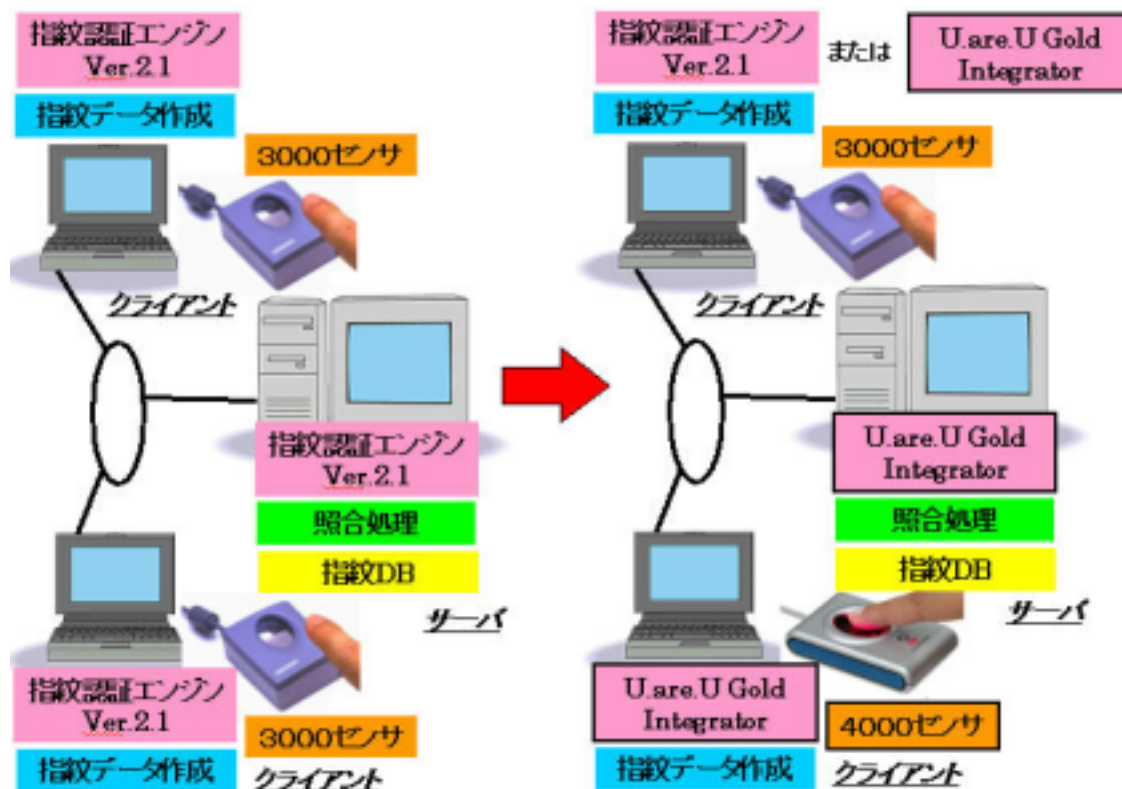 指紋認証エンジン
Ver.2.1
指紋データ作成
3000センサ
クライアント
指紋認証エンジン
Ver.2.1
照合処理
指紋DB
サーバ
指紋認証エンジン
Ver.2.1
3000センサ
指紋データ作成
クライアント
指紋認証エンジン
Ver.2.1
または
U.are.U Gold
Integrator
指紋データ作成
3000センサ
クライアント
U.are.U Gold
Integrator
照合処理
指紋DB
サーバ
U.are.U Gold
Integrator
4000センサ
指紋データ作成
クライアント